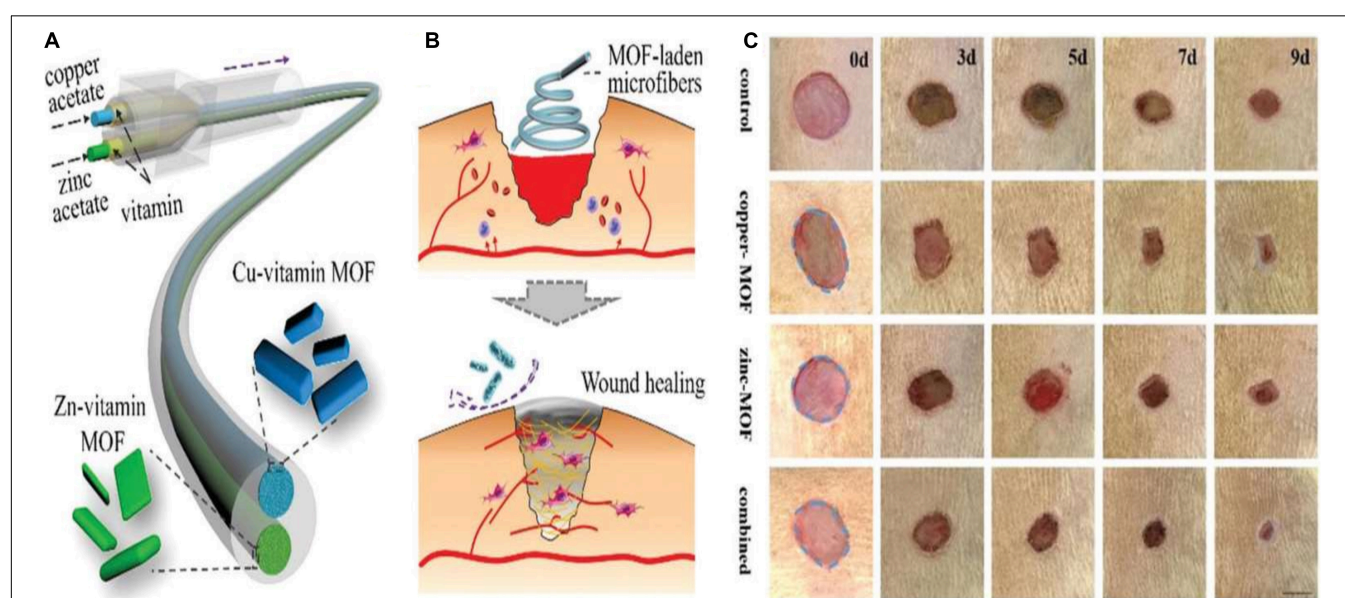 A
copper
acetate
zinc
acetate
vitamin
Cu-vitamin MOF
Zn-vitamin
MOF
B
MOF-laden
microfibers
Wound healing
C
0d
3d
5d
7d
9d
control
copper- MOF
zinc-MOF
combined